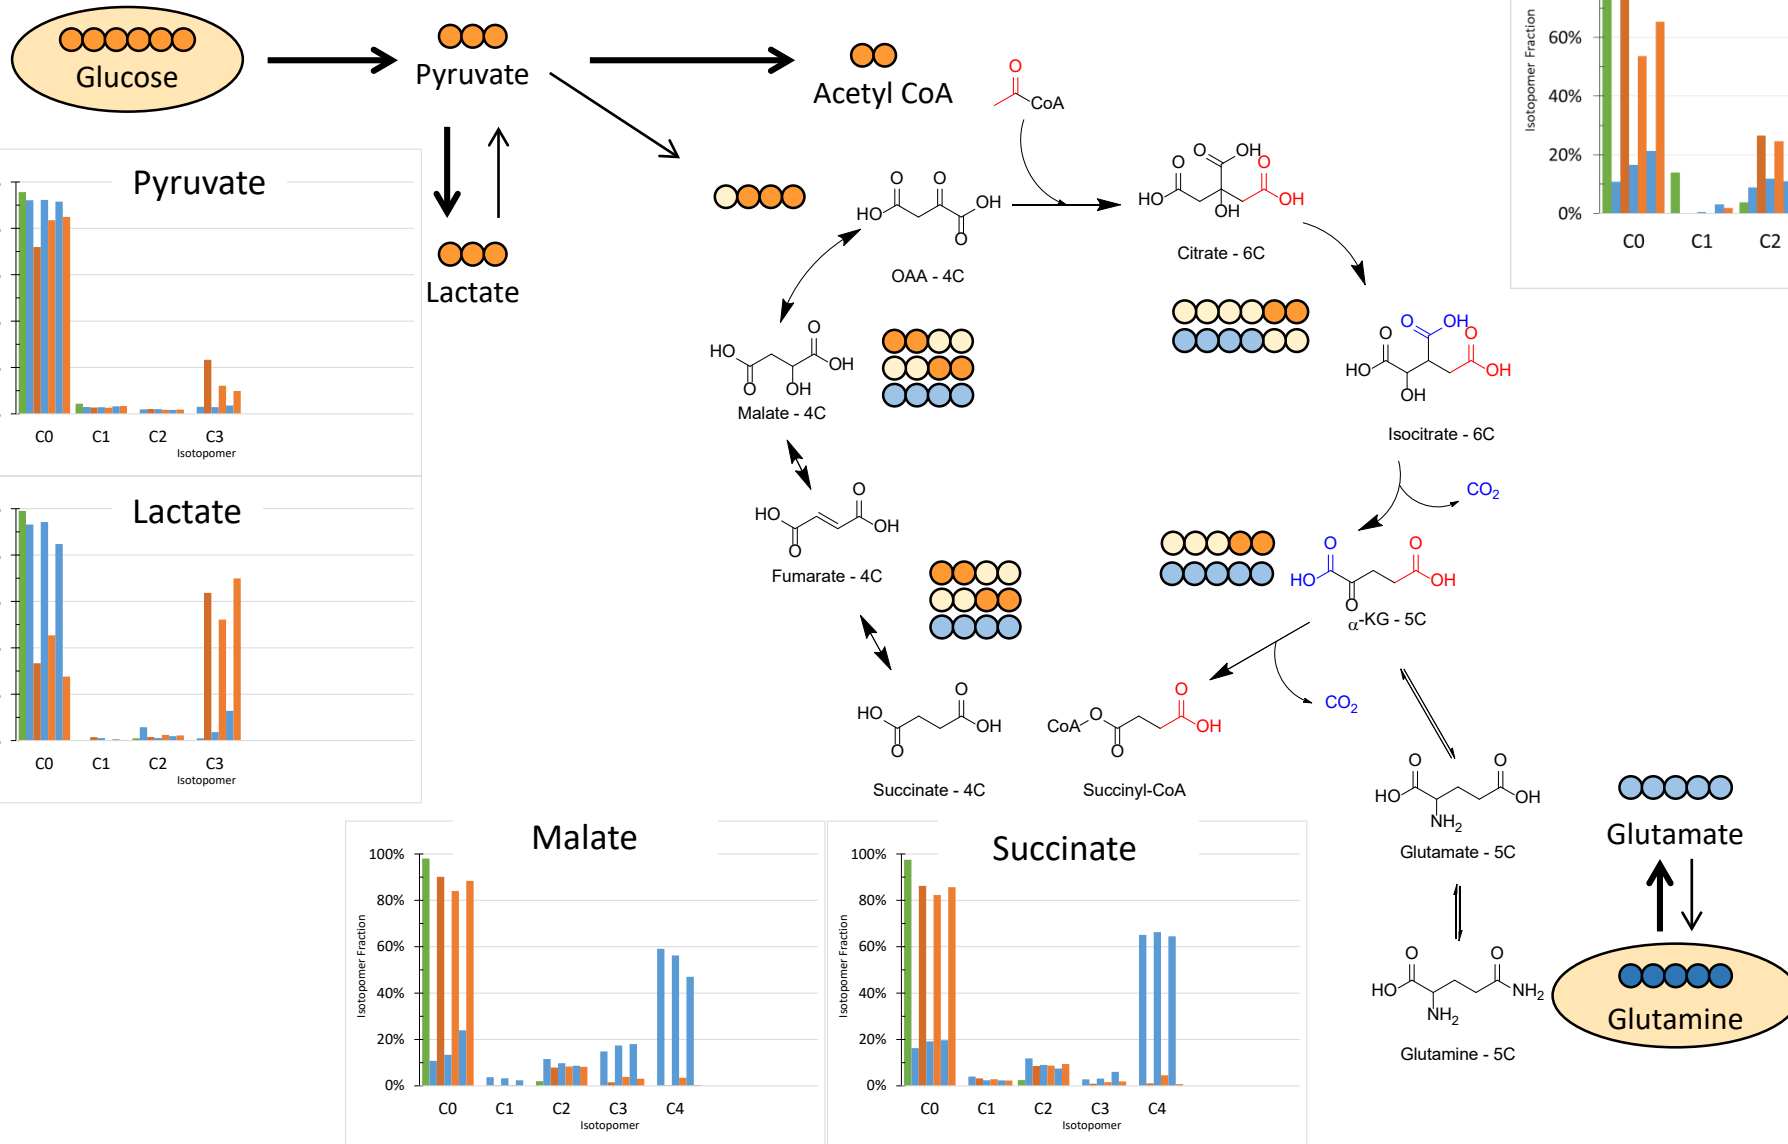 Glucose
Pyruvate
Acetyl CoA
O
CoA
Isotopomer Fraction
60%
40%
20%
0%
C0
C1
C2
Pyruvate
C0
C1
C2
C3
Isotopomer
Lactate
Lactate
C0
C1
C2
C3
Isotopomer
O
O
HO
OH
O
OAA - 4C
O
O
OH
O
HO
OH
OH
Citrate - 6C
O
OH
O
O
HO
OH
OH
Isocitrate - 6C
CO2
O
HO
OH
O
OH
Malate - 4C
O
HO
OH
O
Fumarate - 4C
O
O
HO
OH
O
α-KG - 5C
CO2
O
HO
OH
O
Succinate - 4C
O
CoA
O
OH
O
Succinyl-CoA
O
O
HO
OH
NH2
Glutamate - 5C
Glutamate
O
O
HO
NH2
NH2
Glutamine - 5C
Glutamine
Malate
100%
80%
60%
40%
20%
0%
Isotopomer Fraction
C0
C1
C2
C3
C4
Isotopomer
Succinate
100%
80%
60%
40%
20%
0%
Isotopomer Fraction
C0
C1
C2
C3
C4
Isotopomer